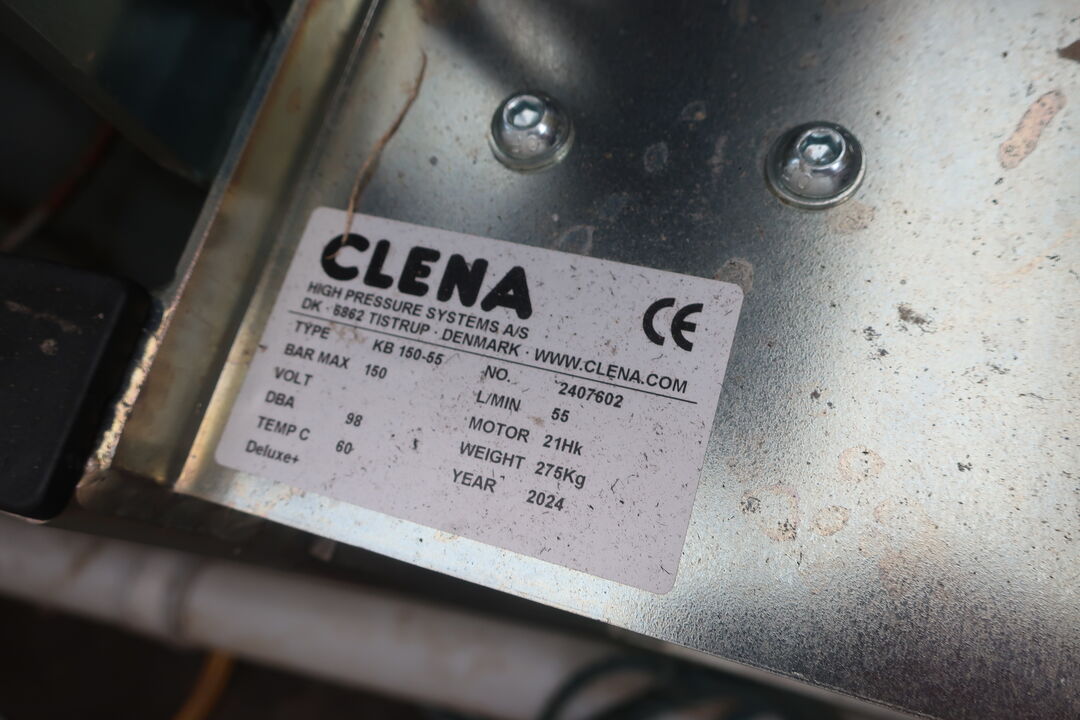 CLENA
HIGH PRESSURE SYSTEMS A/S
DK · 6862 TISTRUP · DENMARK · WWW.CLENA.COM
TYPE KB 150-55 NO. 2407602
BAR MAX 150 L/MIN 55
VOLT MOTOR 21Hk
DBA 98 WEIGHT 275Kg
TEMP C 60 YEAR 2024
Deluxe+
CE